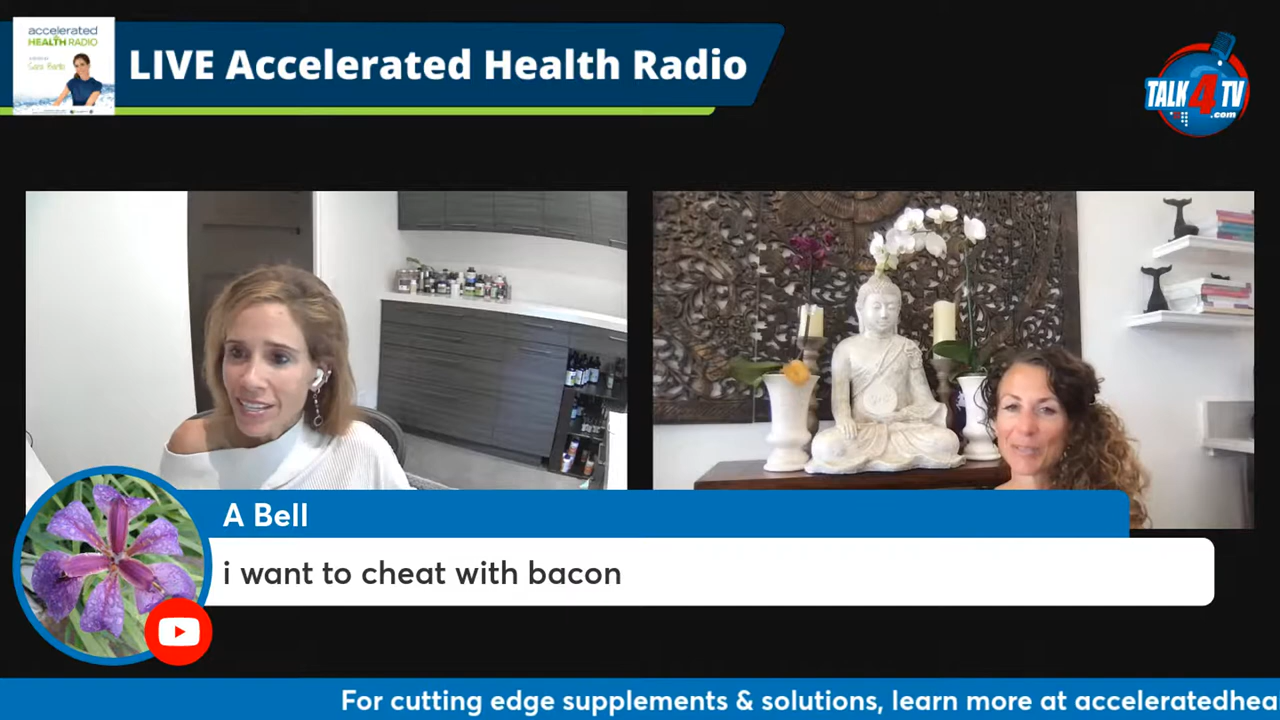 accelerated
HEALTH RADIO
LIVE Accelerated Health Radio
TALK4TV
.com
A Bell
i want to cheat with bacon
For cutting edge supplements & solutions, learn more at acceleratedhea